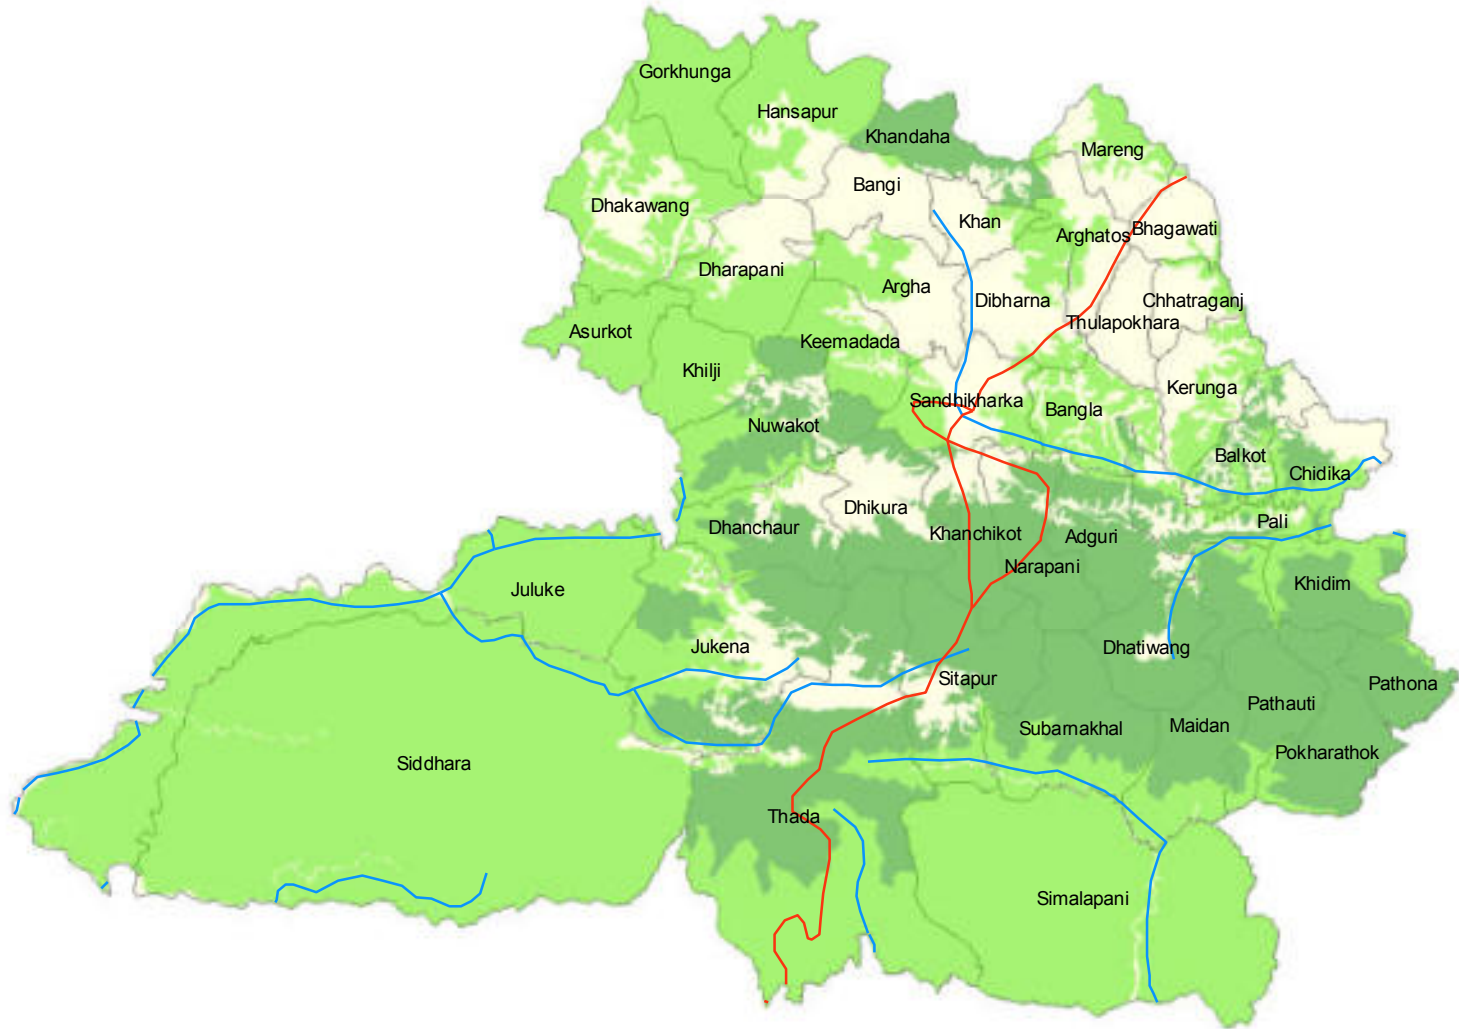 Gorkhunga
Hansapur
Khandaha
Mareng
Bangi
Dhakawang
Khan
Arghatos
Bhagawati
Dharapani
Argha
Dibharna
Chhatraganj
Thulapokhara
Asurkot
Keemadada
Khilji
Kerunga
Sandhikharka
Bangla
Nuwakot
Balkot
Chidika
Dhikura
Dhanchaur
Khanchikot
Adguri
Pali
Narapani
Khidim
Juluke
Jukena
Dhatiwang
Sitapur
Pathona
Pathauti
Subarnakhal
Maidan
Pokharathok
Siddhara
Thada
Simalapani